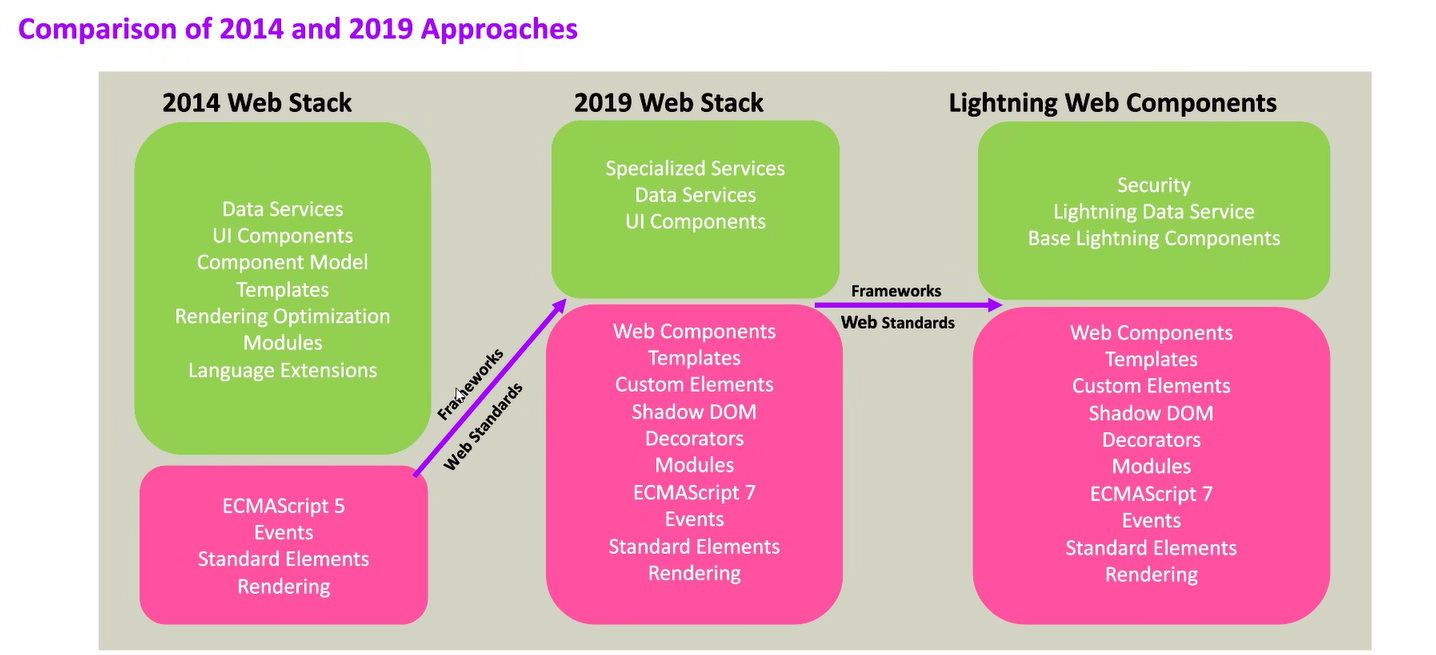 Comparison of 2014 and 2019 Approaches
2014 Web Stack
Data Services
UI Components
Component Model
Templates
Rendering Optimization
Modules
Language Extensions
ECMAScript 5
Events
Standard Elements
Rendering
Frameworks
Web Standards
2019 Web Stack
Specialized Services
Data Services
UI Components
Web Components
Templates
Custom Elements
Shadow DOM
Decorators
Modules
ECMAScript 7
Events
Standard Elements
Rendering
Frameworks
Web Standards
Lightning Web Components
Security
Lightning Data Service
Base Lightning Components
Web Components
Templates
Custom Elements
Shadow DOM
Decorators
Modules
ECMAScript 7
Events
Standard Elements
Rendering